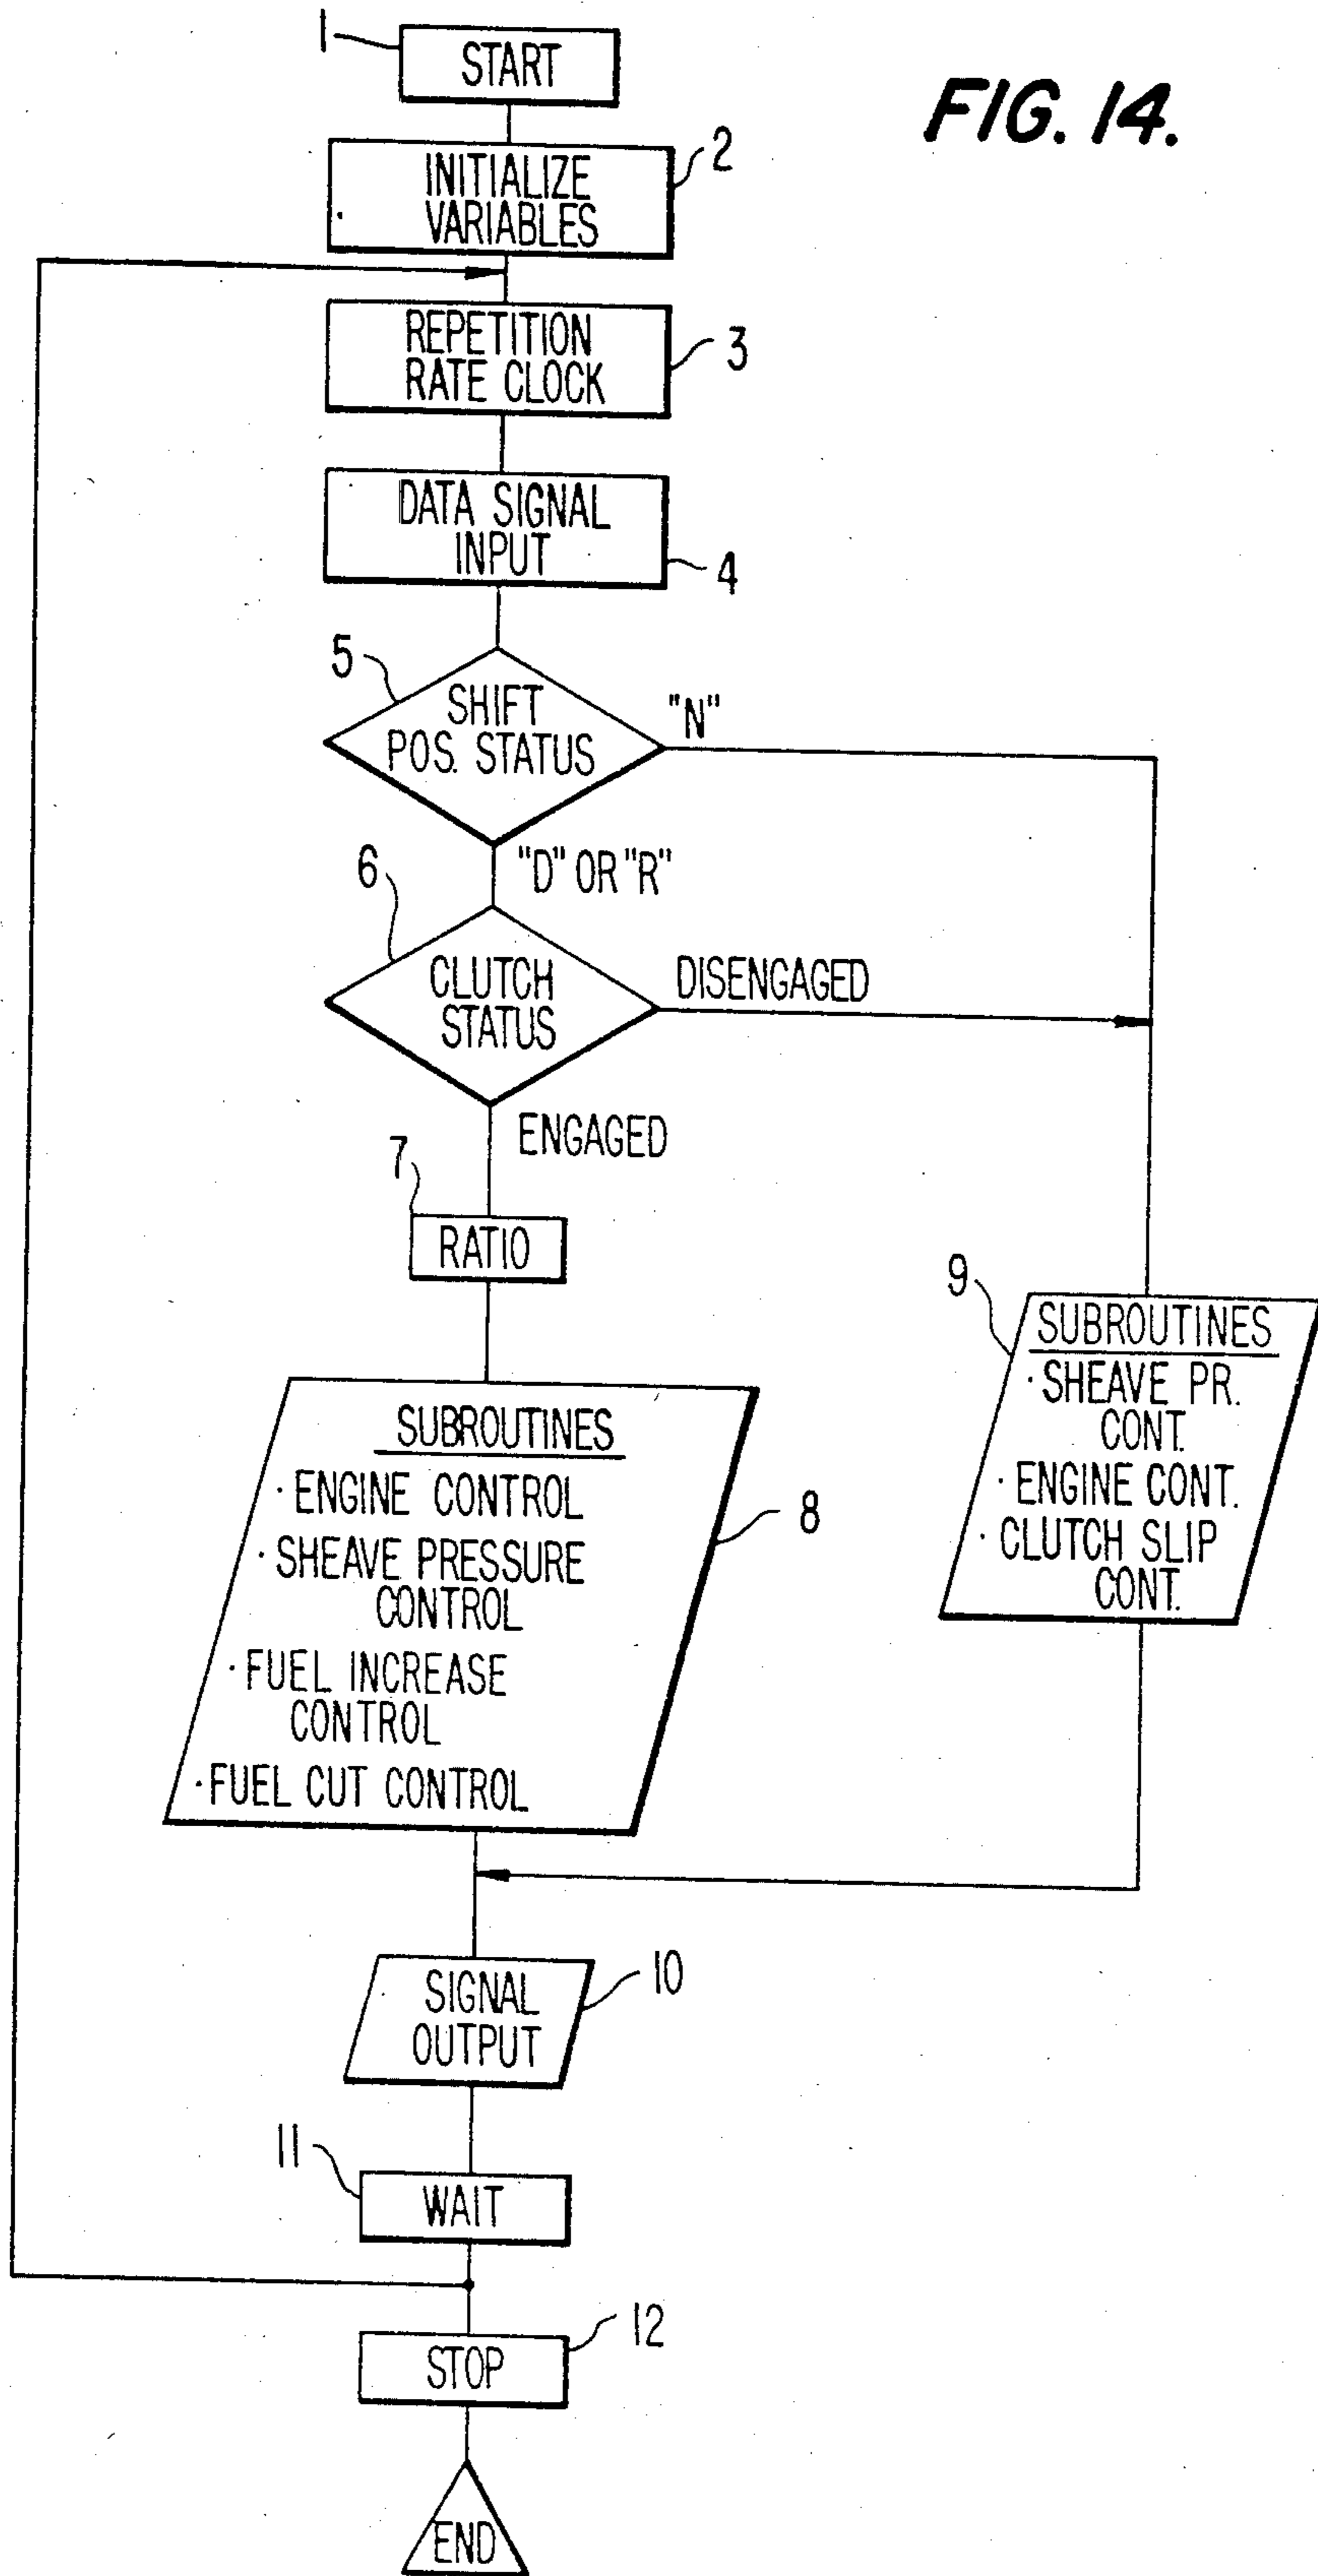 FIG. 14.
1
START
2
INITIALIZE
VARIABLES
3
REPETITION
RATE CLOCK
4
DATA SIGNAL
INPUT
5
SHIFT
POS. STATUS
"N"
"D" OR "R"
6
CLUTCH
STATUS
DISENGAGED
ENGAGED
7
RATIO
8
SUBROUTINES
· ENGINE CONTROL
· SHEAVE PRESSURE
CONTROL
· FUEL INCREASE
CONTROL
· FUEL CUT CONTROL
9
SUBROUTINES
· SHEAVE PR.
CONT.
· ENGINE CONT.
· CLUTCH SLIP
CONT.
10
SIGNAL
OUTPUT
11
WAIT
12
STOP
END